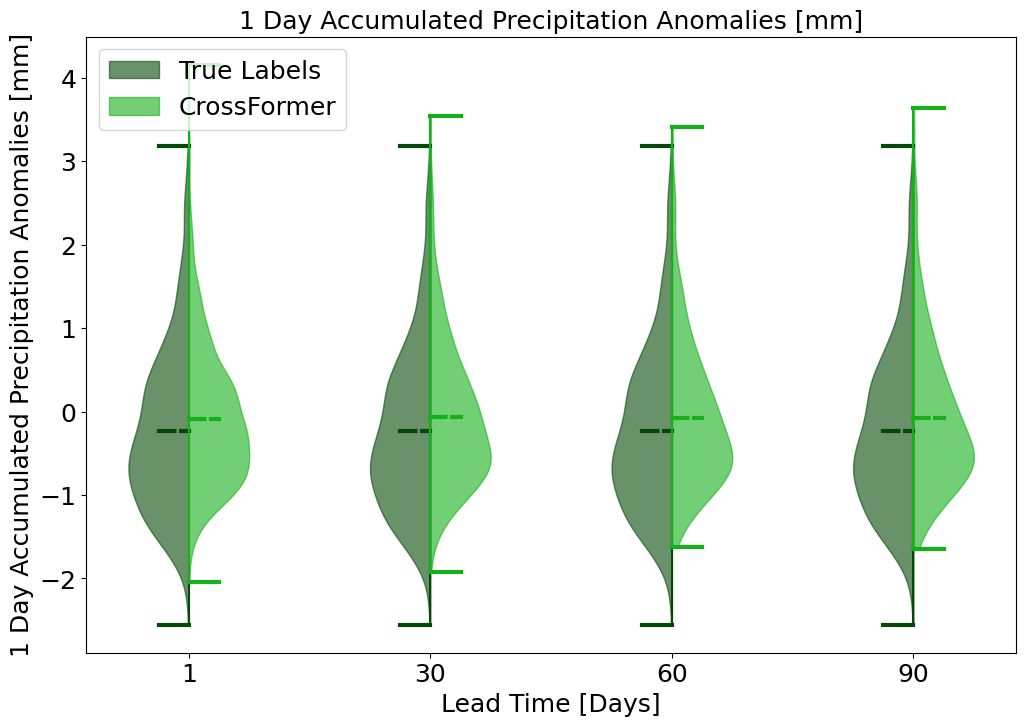 1 Day Accumulated Precipitation Anomalies [mm]
1 Day Accumulated Precipitation Anomalies [mm]
4
3
2
1
0
−1
−2
True Labels
CrossFormer
1
30
60
90
Lead Time [Days]